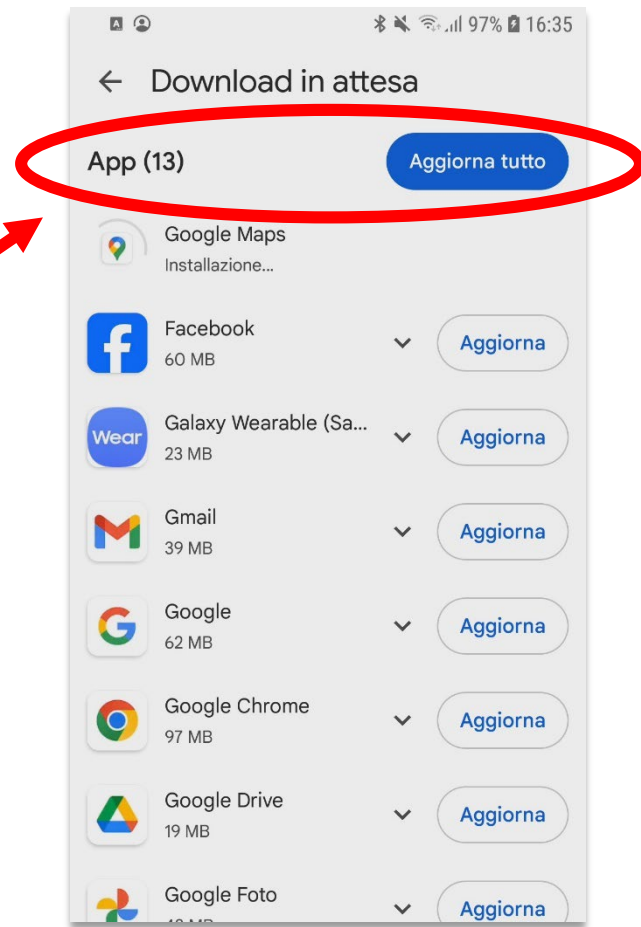 97% 16:35
Download in attesa
App (13)
Aggiorna tutto
Google Maps
Installazione...
Facebook
60 MB
Aggiorna
Wear
Galaxy Wearable (Sa...
23 MB
Aggiorna
Gmail
39 MB
Aggiorna
Google
62 MB
Aggiorna
Google Chrome
97 MB
Aggiorna
Google Drive
19 MB
Aggiorna
Google Foto
Aggiorna